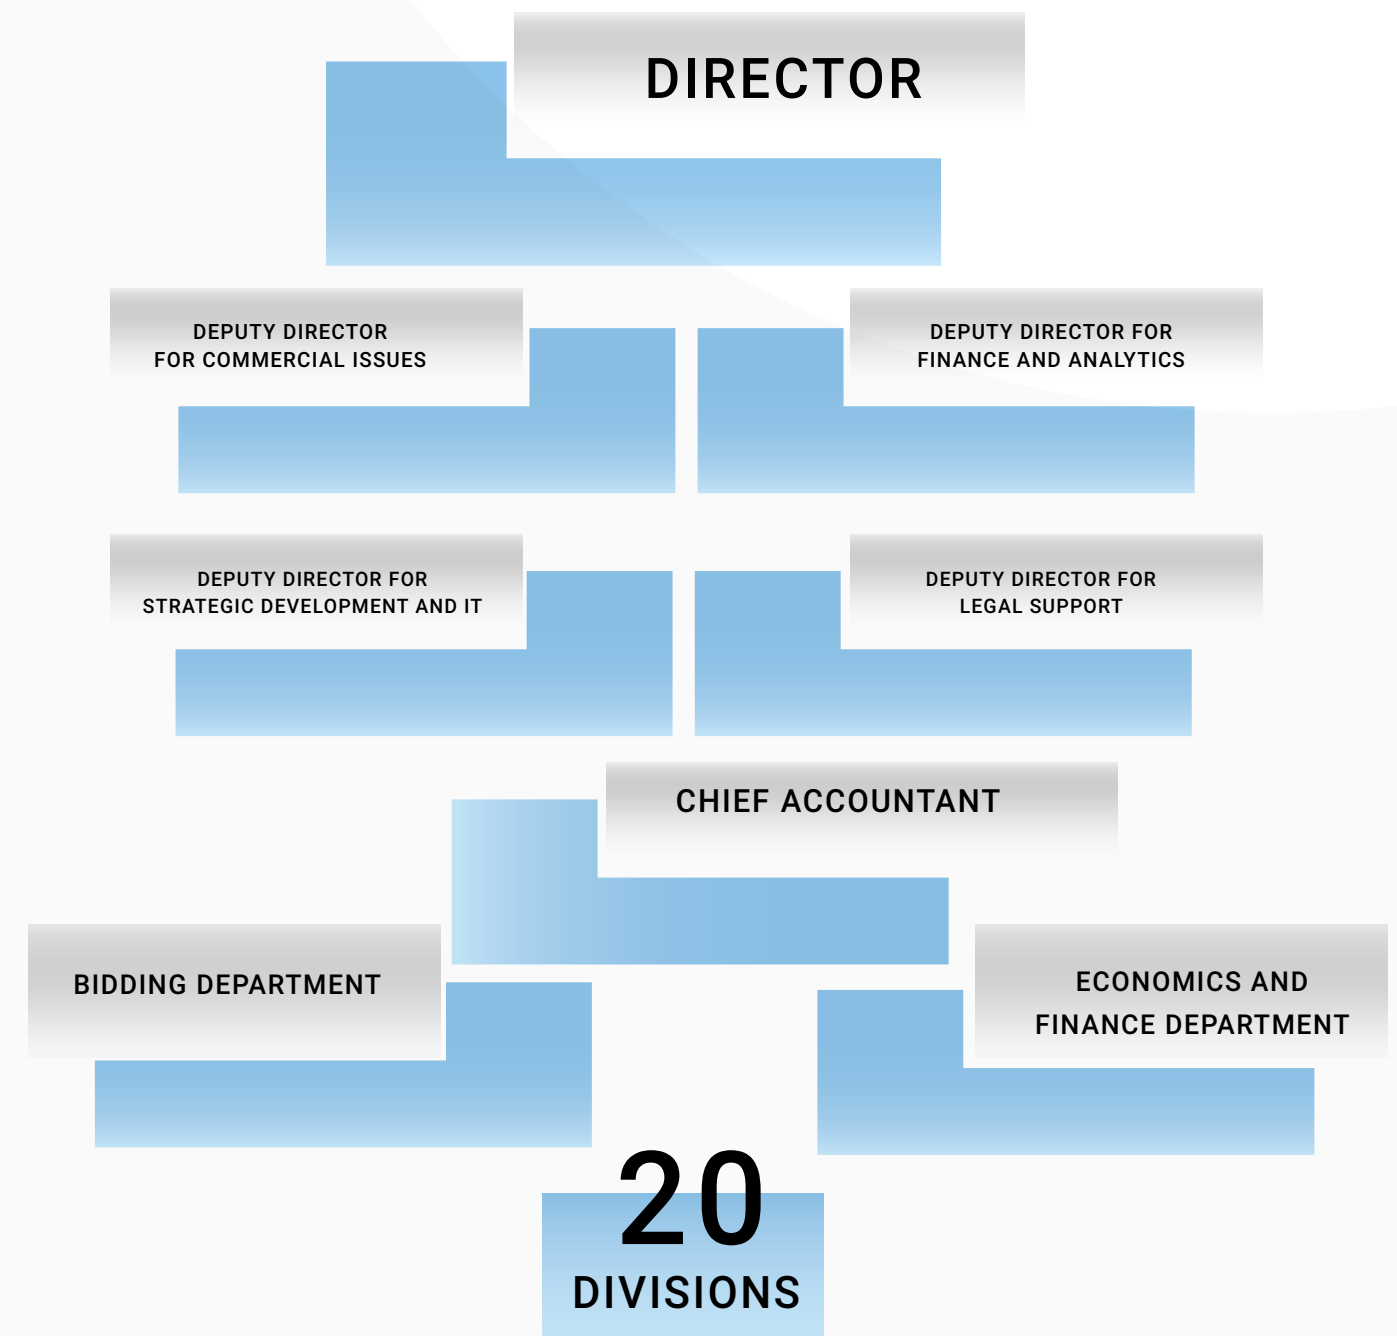 DIRECTOR
DEPUTY DIRECTOR
FOR COMMERCIAL ISSUES
DEPUTY DIRECTOR FOR
FINANCE AND ANALYTICS
DEPUTY DIRECTOR FOR
STRATEGIC DEVELOPMENT AND IT
DEPUTY DIRECTOR FOR
LEGAL SUPPORT
CHIEF ACCOUNTANT
BIDDING DEPARTMENT
ECONOMICS AND
FINANCE DEPARTMENT
20
DIVISIONS